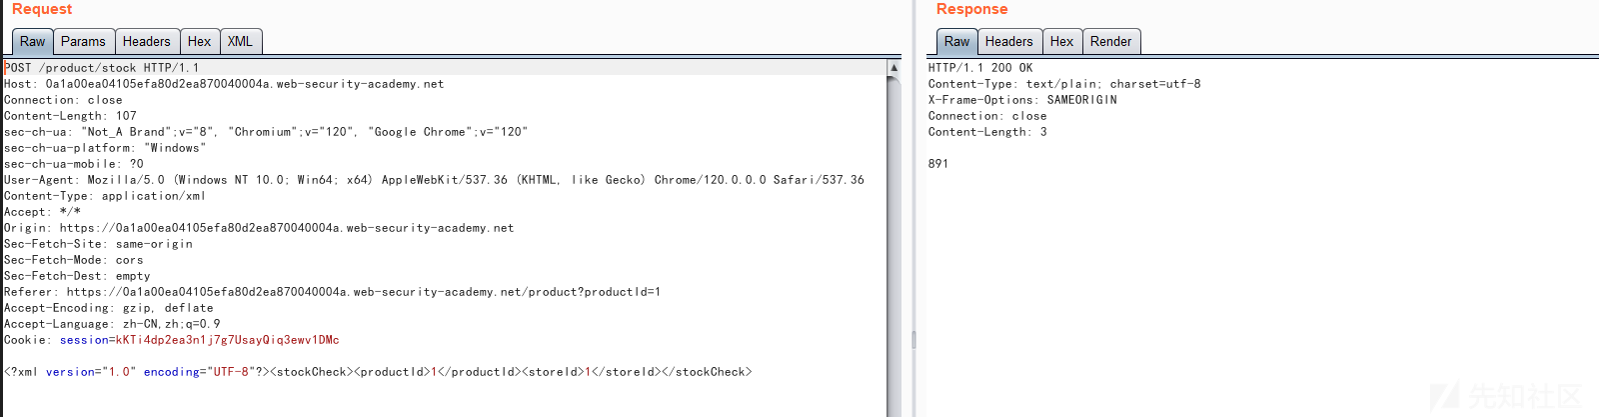 Request
Raw Params Headers Hex XML
POST /product/stock HTTP/1.1
Host: 0a1a00ea04105efa80d2ea870040004a.web-security-academy.net
Connection: close
Content-Length: 107
sec-ch-ua: "Not_A Brand";v="8", "Chromium";v="120", "Google Chrome";v="120"
sec-ch-ua-platform: "Windows"
sec-ch-ua-mobile: ?0
User-Agent: Mozilla/5.0 (Windows NT 10.0; Win64; x64) AppleWebKit/537.36 (KHTML, like Gecko) Chrome/120.0.0.0 Safari/537.36
Content-Type: application/xml
Accept: */*
Origin: https://0a1a00ea04105efa80d2ea870040004a.web-security-academy.net
Sec-Fetch-Site: same-origin
Sec-Fetch-Mode: cors
Sec-Fetch-Dest: empty
Referer: https://0a1a00ea04105efa80d2ea870040004a.web-security-academy.net/product?productId=1
Accept-Encoding: gzip, deflate
Accept-Language: zh-CN,zh;q=0.9
Cookie: session=kKTi4dp2ea3n1j7g7UsayQiq3ewv1DMc
<?xml version="1.0" encoding="UTF-8"?><stockCheck><productId>1</productId><storeId>1</storeId></stockCheck>
Response
Raw Headers Hex Render
HTTP/1.1 200 OK
Content-Type: text/plain; charset=utf-8
X-Frame-Options: SAMEORIGIN
Connection: close
Content-Length: 3
891
先知社区